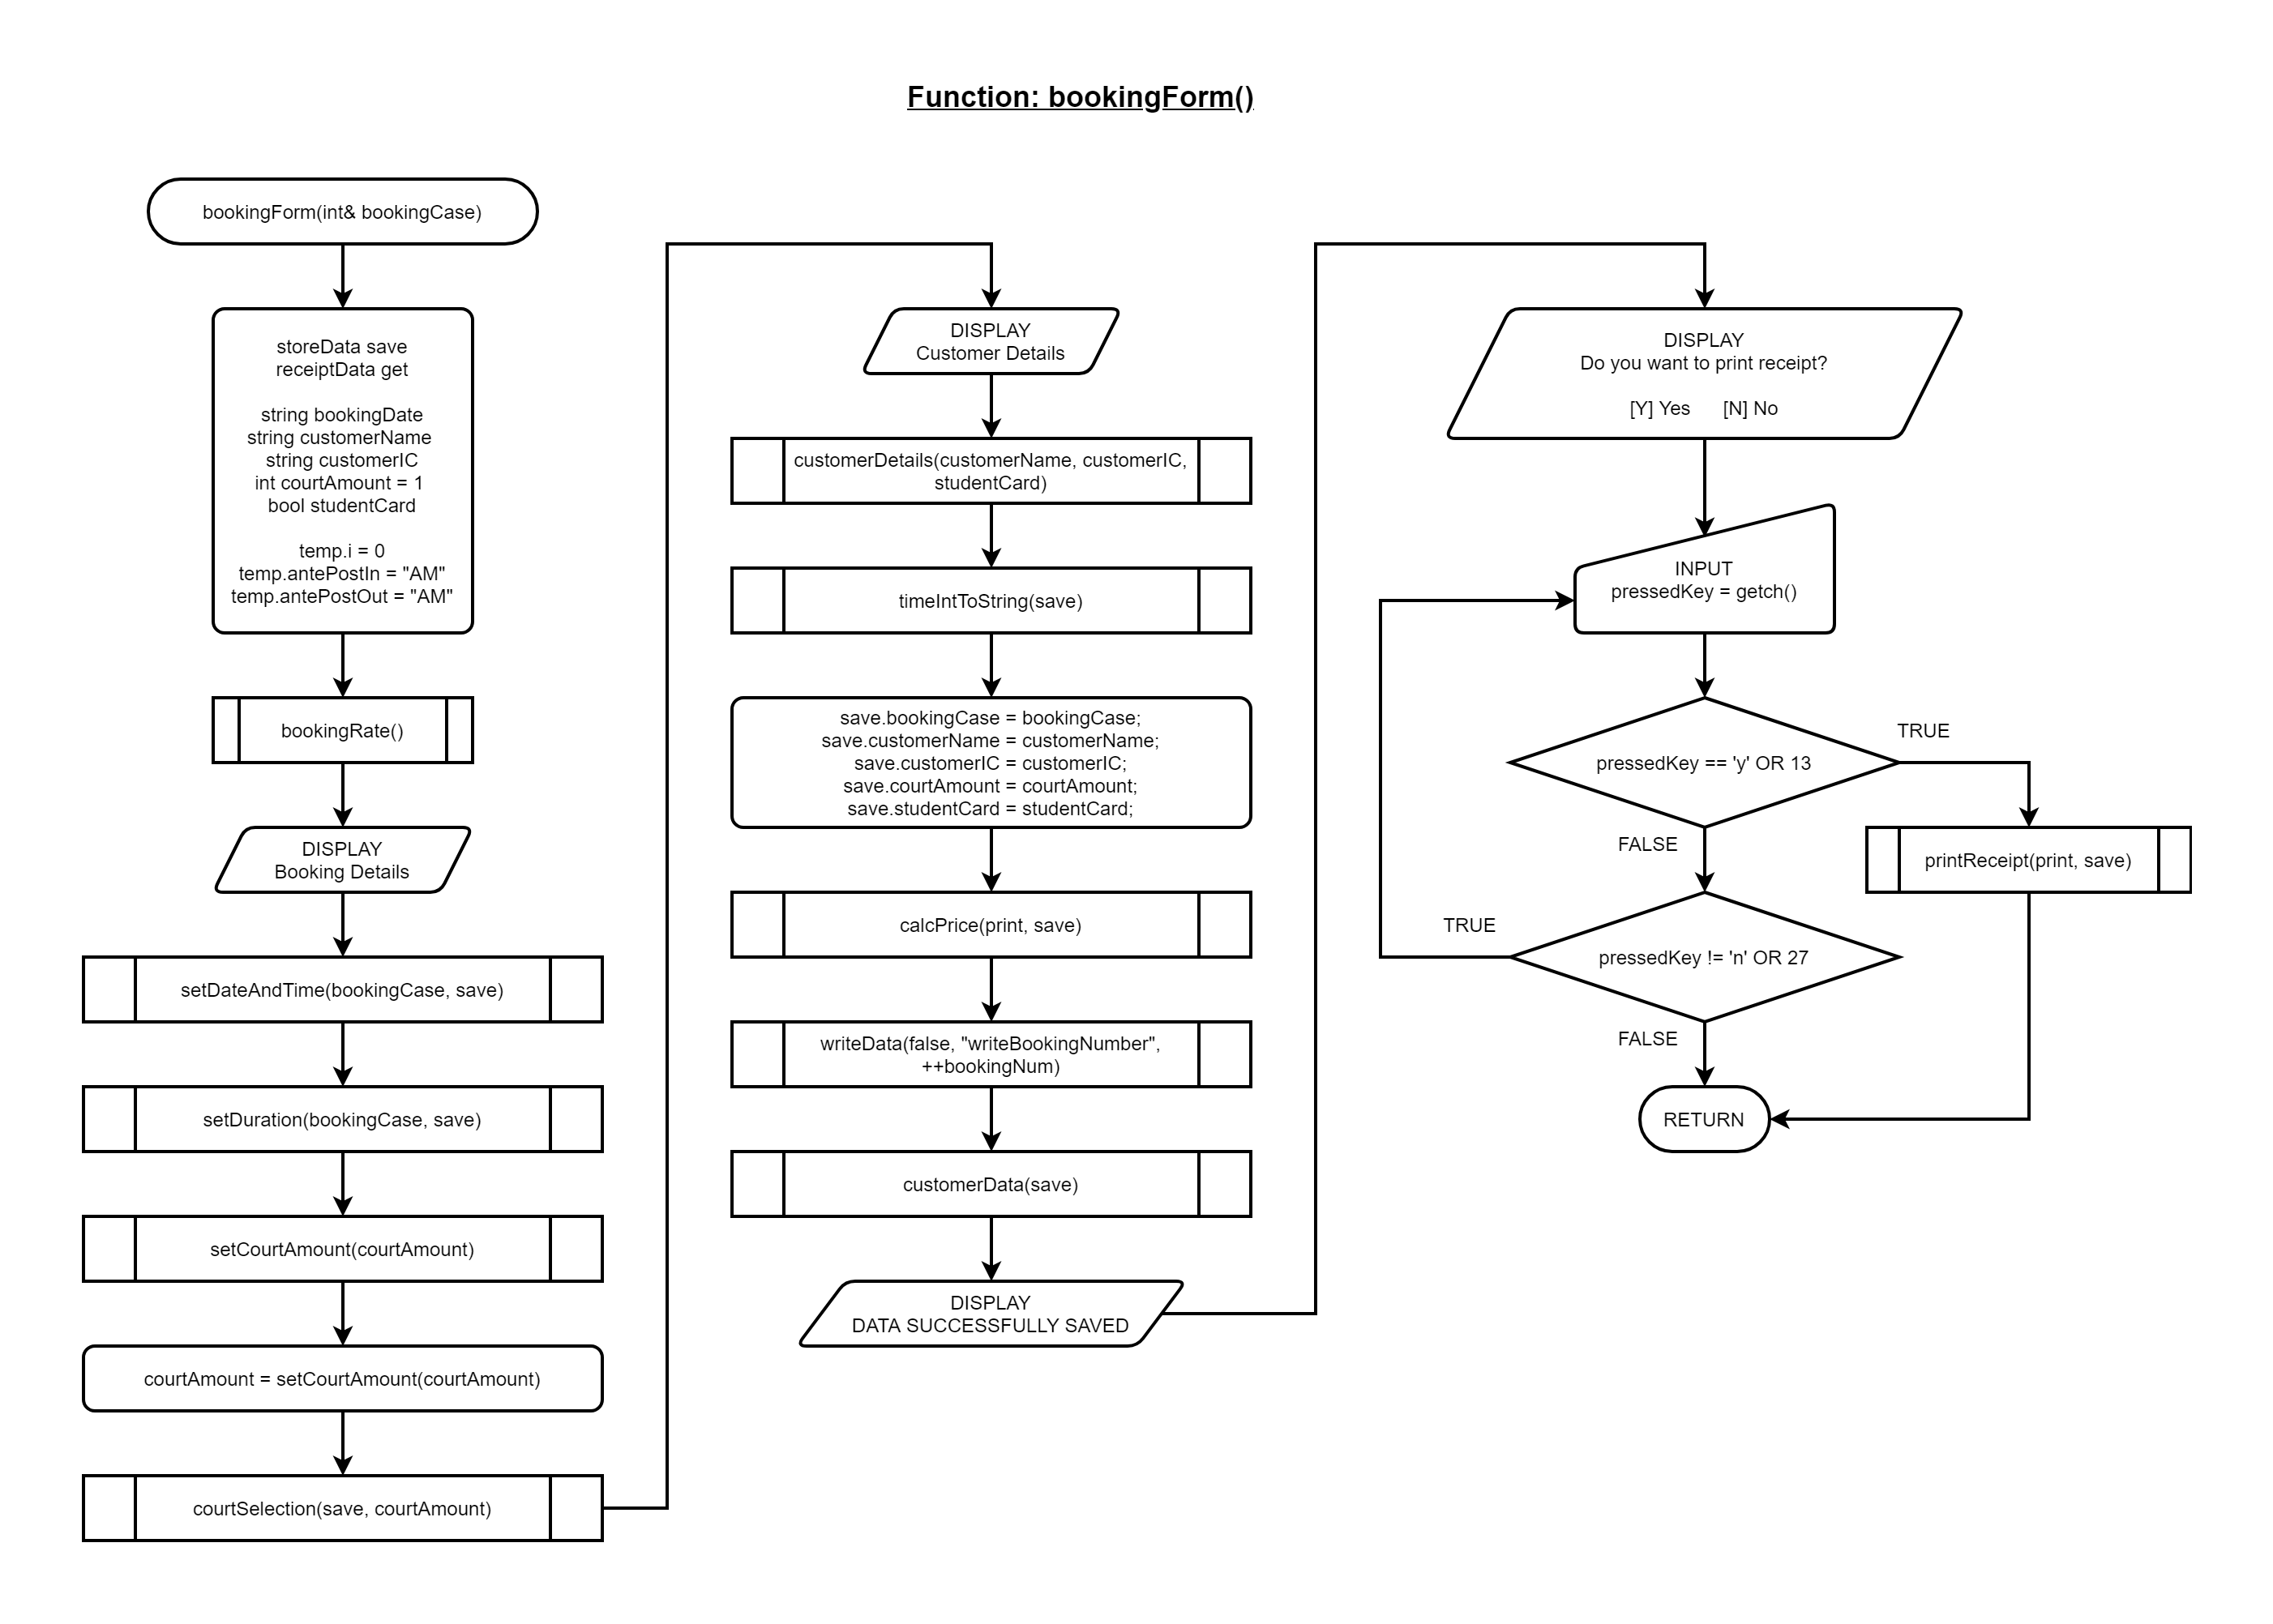 Function: bookingForm()
bookingForm(int& bookingCase)
storeData save
receiptData get
string bookingDate
string customerName
string customerIC
int courtAmount = 1
bool studentCard
temp.i = 0
temp.antePostIn = "AM"
temp.antePostOut = "AM"
bookingRate()
DISPLAY
Booking Details
setDateAndTime(bookingCase, save)
setDuration(bookingCase, save)
setCourtAmount(courtAmount)
courtAmount = setCourtAmount(courtAmount)
courtSelection(save, courtAmount)
DISPLAY
Customer Details
customerDetails(customerName, customerIC,
studentCard)
timeIntToString(save)
save.bookingCase = bookingCase;
save.customerName = customerName;
save.customerIC = customerIC;
save.courtAmount = courtAmount;
save.studentCard = studentCard;
calcPrice(print, save)
writeData(false, "writeBookingNumber",
++bookingNum)
customerData(save)
DISPLAY
DATA SUCCESSFULLY SAVED
DISPLAY
Do you want to print receipt?
[Y] Yes [N] No
INPUT
pressedKey = getch()
pressedKey == 'y' OR 13
TRUE
printReceipt(print, save)
FALSE
pressedKey != 'n' OR 27
TRUE
FALSE
RETURN